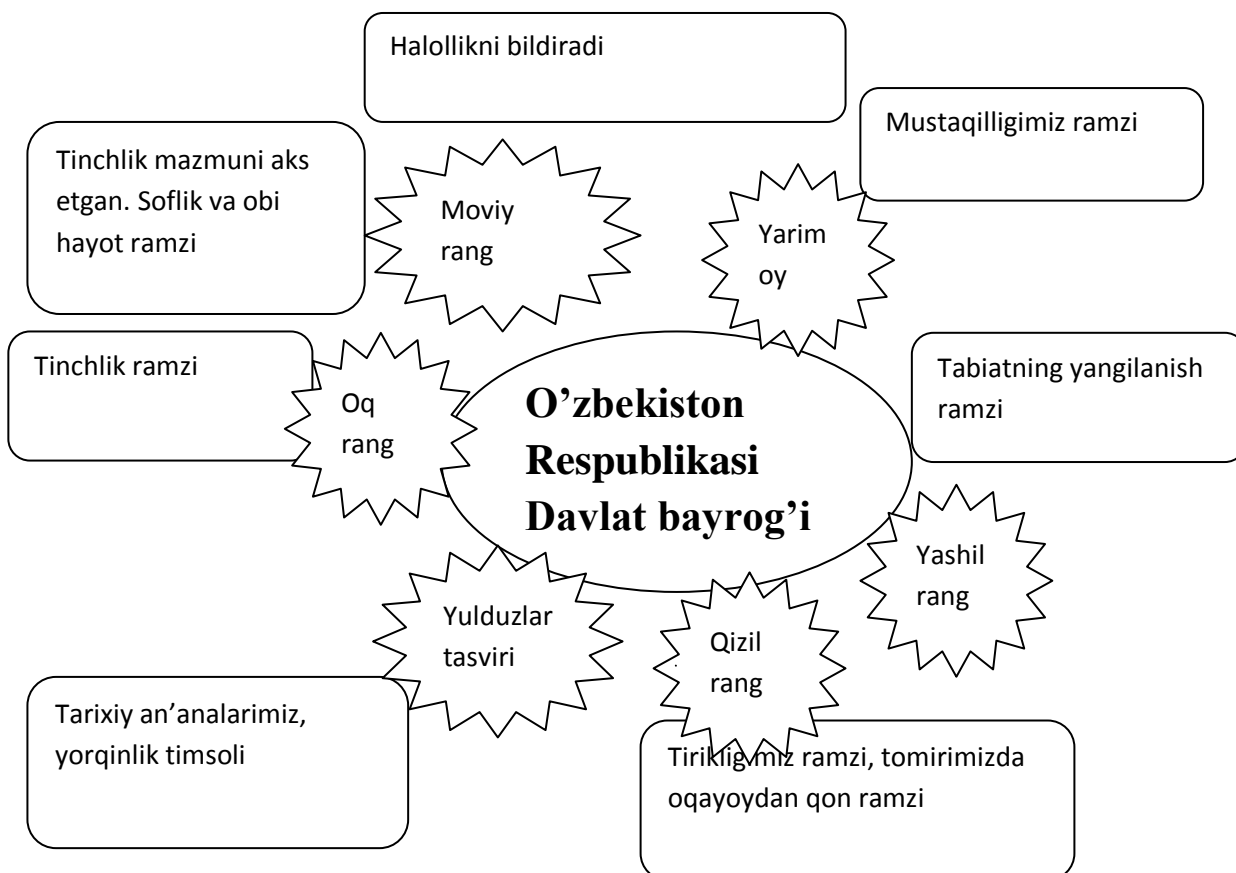 Halollikni bildiradi
Mustaqilligimiz ramzi
Tinchlik mazmuni aks
etgan. Soflik va obi
hayot ramzi
Moviy
rang
Yarim
oy
Tinchlik ramzi
Oq
rang
O’zbekiston
Respublikasi
Davlat bayrog’i
Tabiatning yangilanish
ramzi
Yashil
rang
Yulduzlar
tasviri
Qizil
rang
Tarixiy an’analarimiz,
yorqinlik timsoli
Tirikligimiz ramzi, tomirimizda
oqayoydan qon ramzi